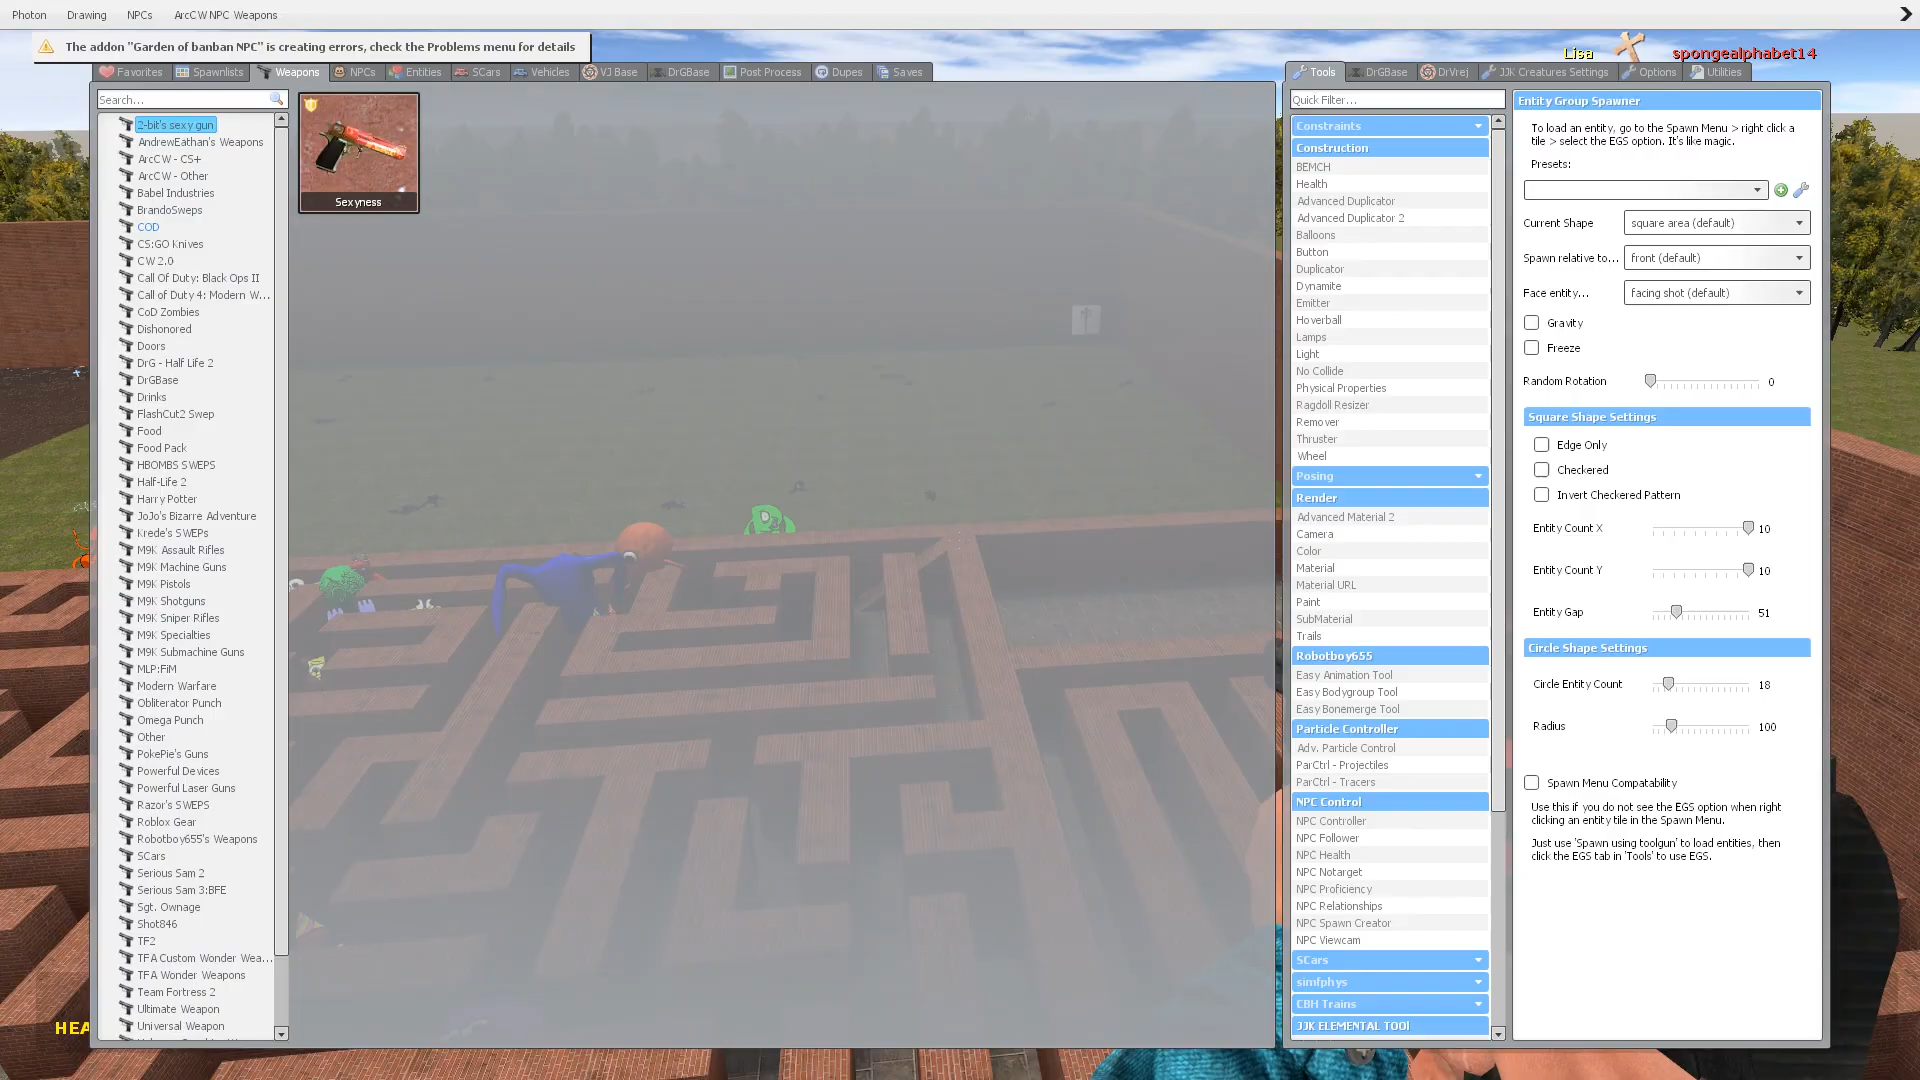 Photon Drawing NPCs ArcCW NPC Weapons
The addon "Garden of banban NPC" is creating errors, check the Problems menu for details
Lisa
spongealphabet14
Favorites Spawnlists Weapons NPCs Entities SCars Vehicles VJ Base DrGBase Post Process Dupes Saves
Search...
2-bit's sexy gun
AndrewEathan's Weapons
ArcCW - CS+
ArcCW - Other
Babel Industries
BrandoSweps
COD
CS:GO Knives
CW 2.0
Call Of Duty: Black Ops II
Call of Duty 4: Modern W...
CoD Zombies
Dishonored
Doors
DrG - Half Life 2
DrGBase
Drinks
FlashCut2 Swep
Food
Food Pack
HBOMBS SWEPS
Half-Life 2
Harry Potter
JoJo's Bizarre Adventure
Krede's SWEPs
M9K Assault Rifles
M9K Machine Guns
M9K Pistols
M9K Shotguns
M9K Sniper Rifles
M9K Specialties
M9K Submachine Guns
MLP:FiM
Modern Warfare
Obliterator Punch
Omega Punch
Other
PokePie's Guns
Powerful Devices
Powerful Laser Guns
Razor's SWEPS
Roblox Gear
Robotboy655's Weapons
SCars
Serious Sam 2
Serious Sam 3:BFE
Sgt. Ownage
Shot846
TF2
TFA Custom Wonder Wea...
TFA Wonder Weapons
Team Fortress 2
Ultimate Weapon
Universal Weapon
Sexyness
HEA
Tools DrGBase DrVrej JJK Creatures Settings Options Utilities
Quick Filter...
Constraints
Construction
BEMCH
Health
Advanced Duplicator
Advanced Duplicator 2
Balloons
Button
Duplicator
Dynamite
Emitter
Hoverball
Lamps
Light
No Collide
Physical Properties
Ragdoll Resizer
Remover
Thruster
Wheel
Posing
Render
Advanced Material 2
Camera
Color
Material
Material URL
Paint
SubMaterial
Trails
Robotboy655
Easy Animation Tool
Easy Bodygroup Tool
Easy Bonemerge Tool
Particle Controller
Adv. Particle Control
ParCtrl - Projectiles
ParCtrl - Tracers
NPC Control
NPC Controller
NPC Follower
NPC Health
NPC Notarget
NPC Proficiency
NPC Relationships
NPC Spawn Creator
NPC Viewcam
SCars
simfphys
CBH Trains
JJK ELEMENTAL TOOl
Entity Group Spawner
To load an entity, go to the Spawn Menu > right click a
tile > select the EGS option. It's like magic.
Presets:
Current Shape square area (default)
Spawn relative to... front (default)
Face entity... facing shot (default)
Gravity
Freeze
Random Rotation 0
Square Shape Settings
Edge Only
Checkered
Invert Checkered Pattern
Entity Count X 10
Entity Count Y 10
Entity Gap 51
Circle Shape Settings
Circle Entity Count 18
Radius 100
Spawn Menu Compatability
Use this if you do not see the EGS option when right
clicking an entity tile in the Spawn Menu.
Just use 'Spawn using toolgun' to load entities, then
click the EGS tab in 'Tools' to use EGS.